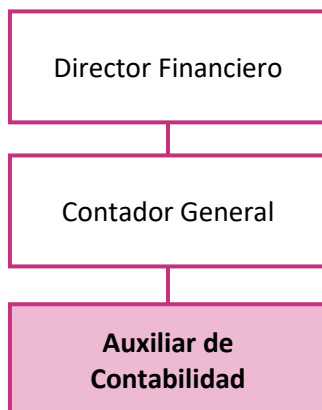 Director Financiero
Contador General
Auxiliar de
Contabilidad